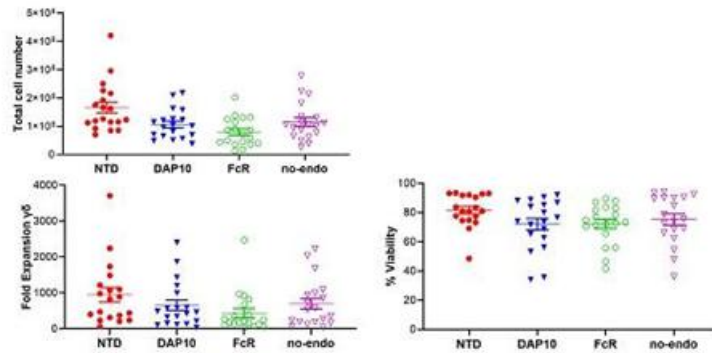 Total cell number
5×10⁸
4×10⁸
3×10⁸
2×10⁸
1×10⁸
0
NTD DAP10 FcR no-endo
Fold Expansion γδ
4000
3000
2000
1000
0
NTD DAP10 FcR no-endo
% Viability
100
80
60
40
20
0
NTD DAP10 FcR no-endo